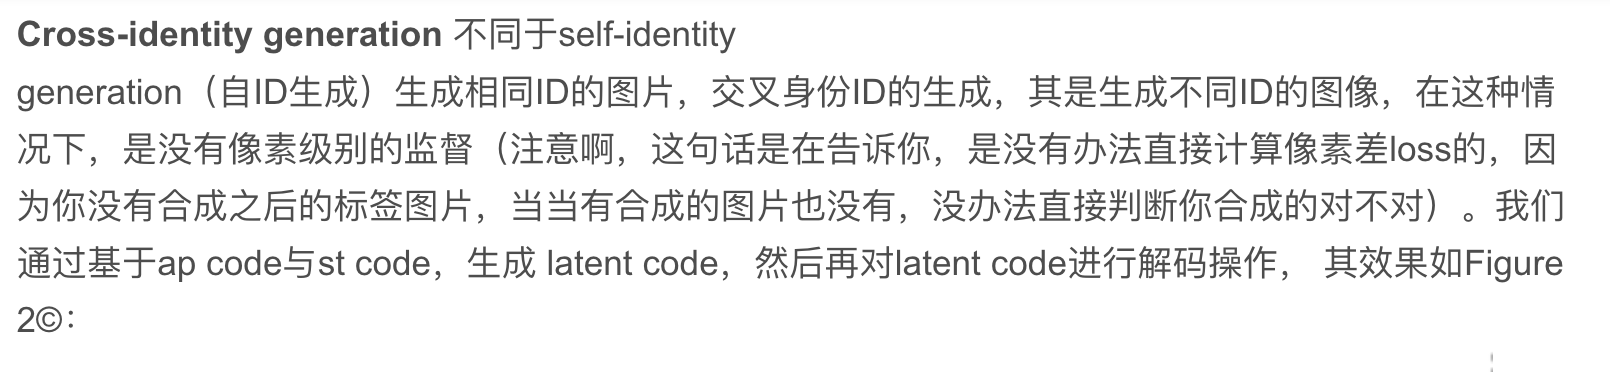 Cross-identity generation 不同于self-identity
generation（自ID生成）生成相同ID的图片，交叉身份ID的生成，其是生成不同ID的图像，在这种情
况下，是没有像素级别的监督（注意啊，这句话是在告诉你，是没有办法直接计算像素差loss的，因
为你没有合成之后的标签图片，当当有合成的图片也没有，没办法直接判断你合成的对不对）。我们
通过基于ap code与st code，生成 latent code，然后再对latent code进行解码操作， 其效果如Figure
2©：